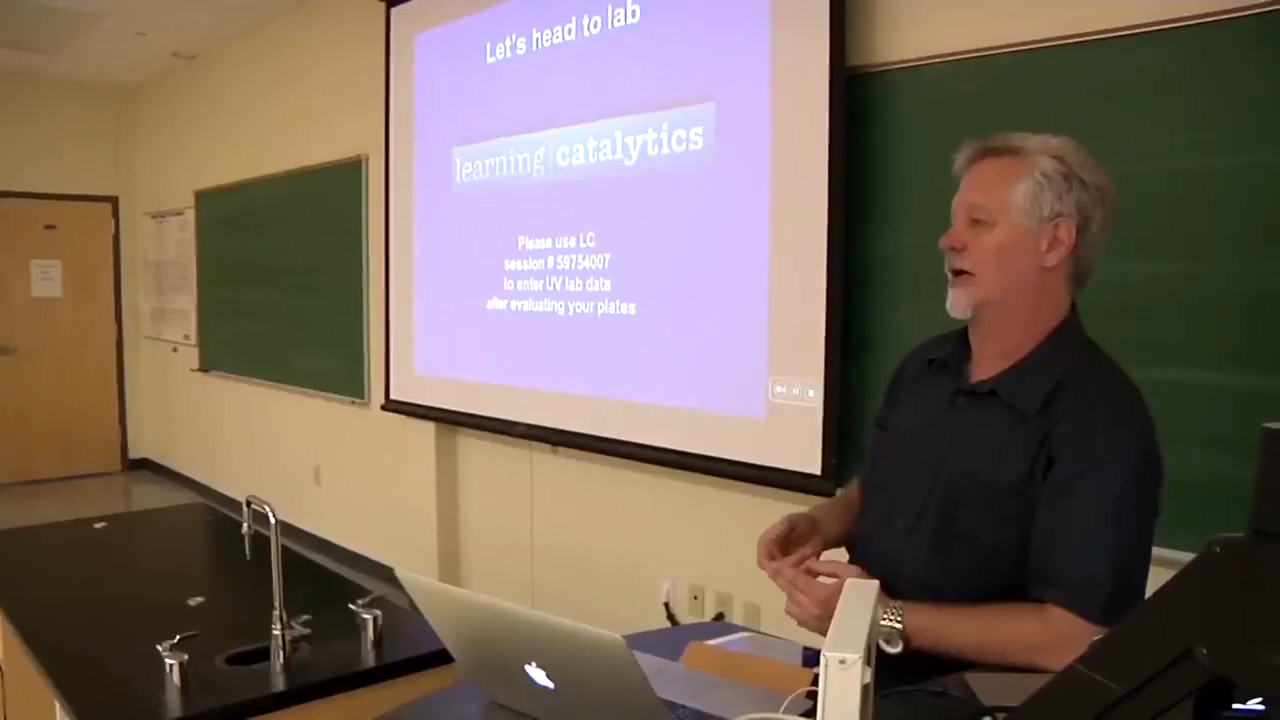 Let's head to lab
learning catalytics
Please use LC
session # 59754007
to enter UV lab data
after evaluating your plates